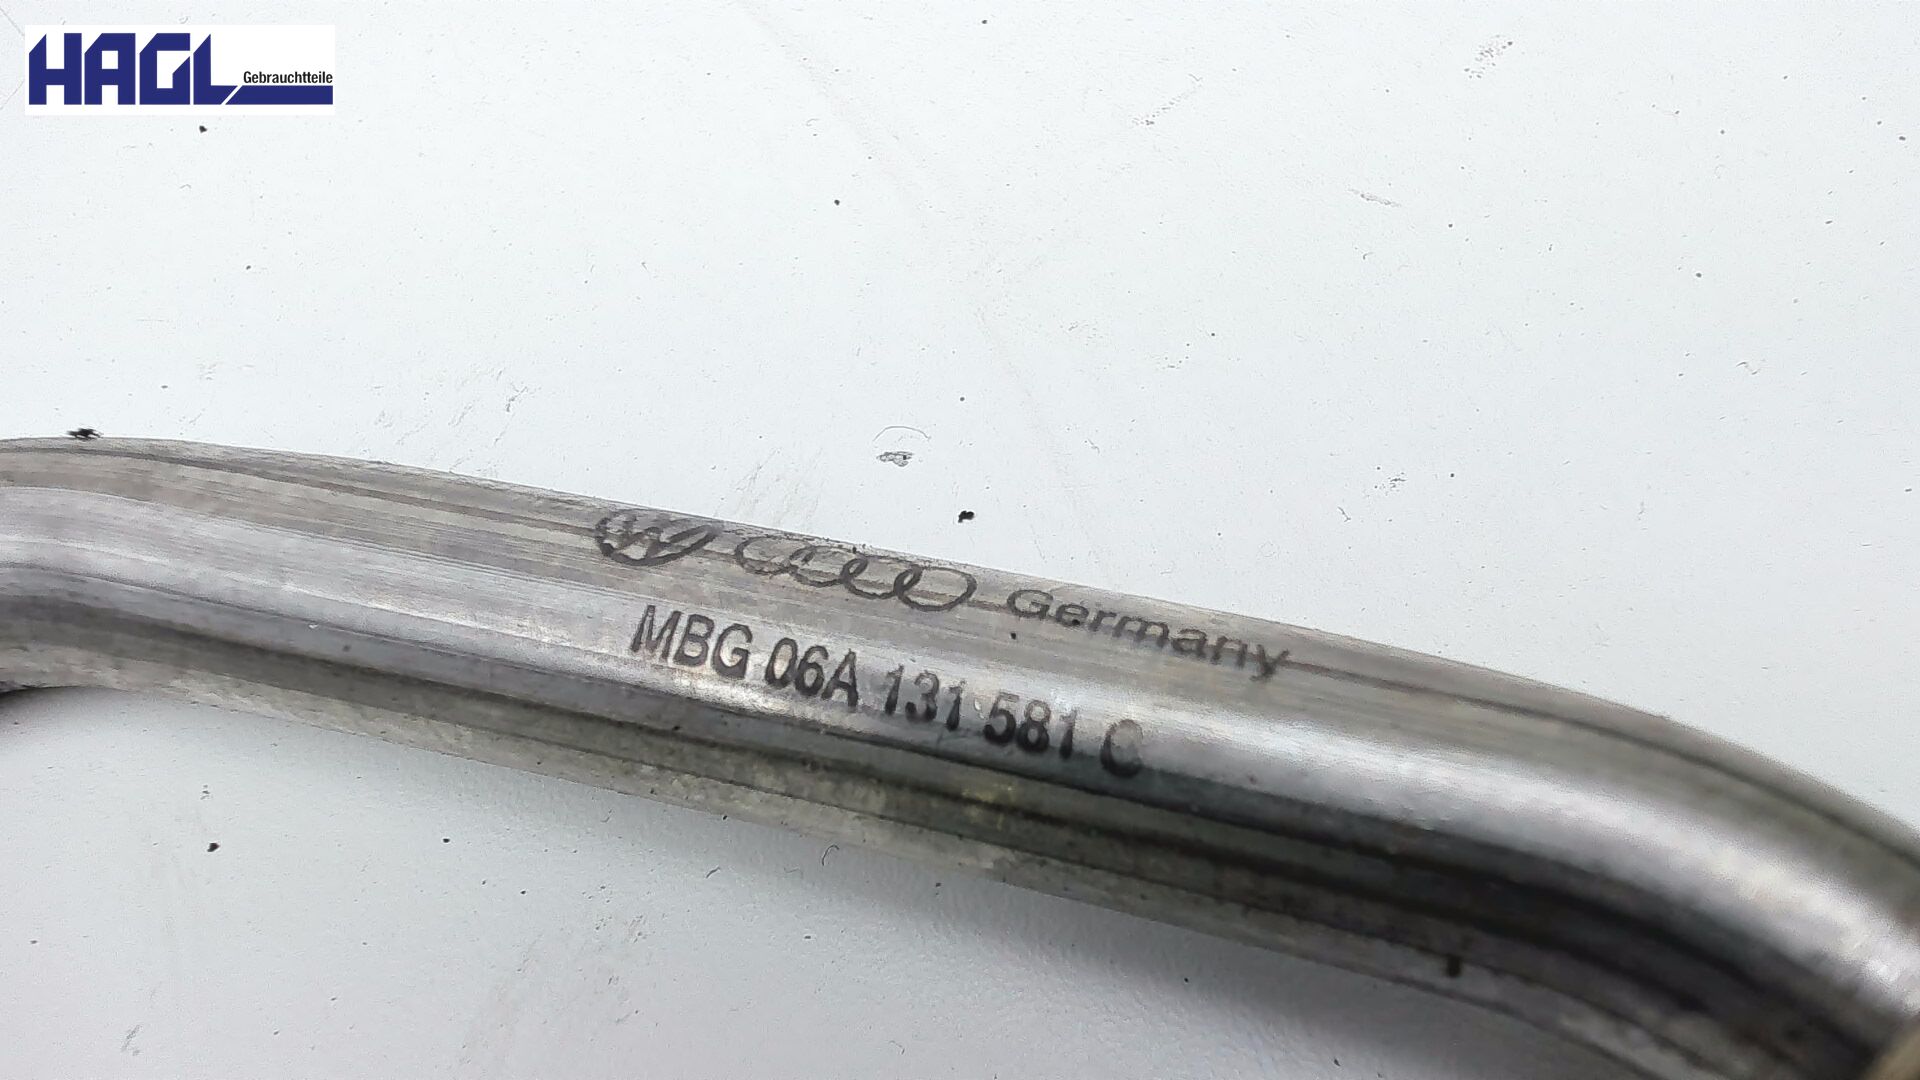 HAGL Gebrauchtteile
Germany
MBG 06A 131 581 C